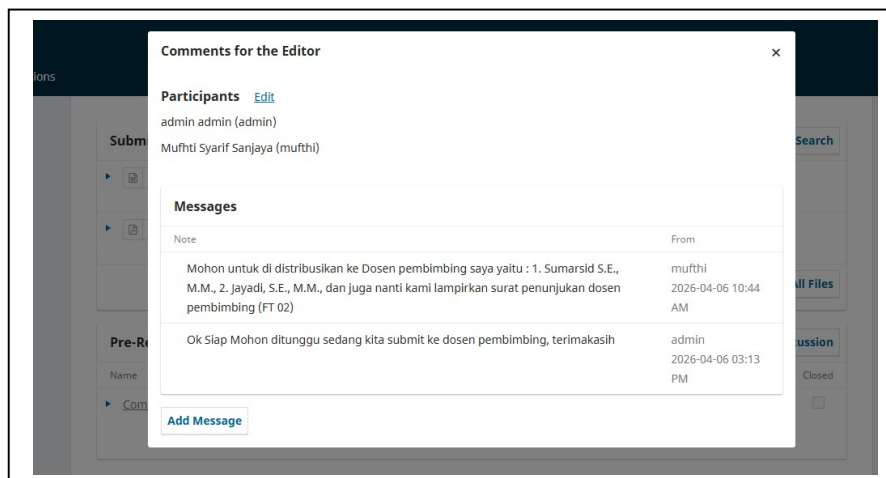 Comments for the Editor
×
ions
Participants Edit
admin admin (admin)
Mufhti Syarif Sanjaya (mufthi)
Subm
Search
Messages
Note From
Mohon untuk di distribusikan ke Dosen pembimbing saya yaitu : 1. Sumarsid S.E.,
M.M., 2. Jayadi, S.E., M.M., dan juga nanti kami lampirkan surat penunjukan dosen
pembimbing (FT 02)
mufthi
2026-04-06 10:44
AM
All Files
Ok Siap Mohon ditunggu sedang kita submit ke dosen pembimbing, terimakasih
admin
2026-04-06 03:13
PM
Pre-Re
cussion
Name
Closed
Com
Add Message